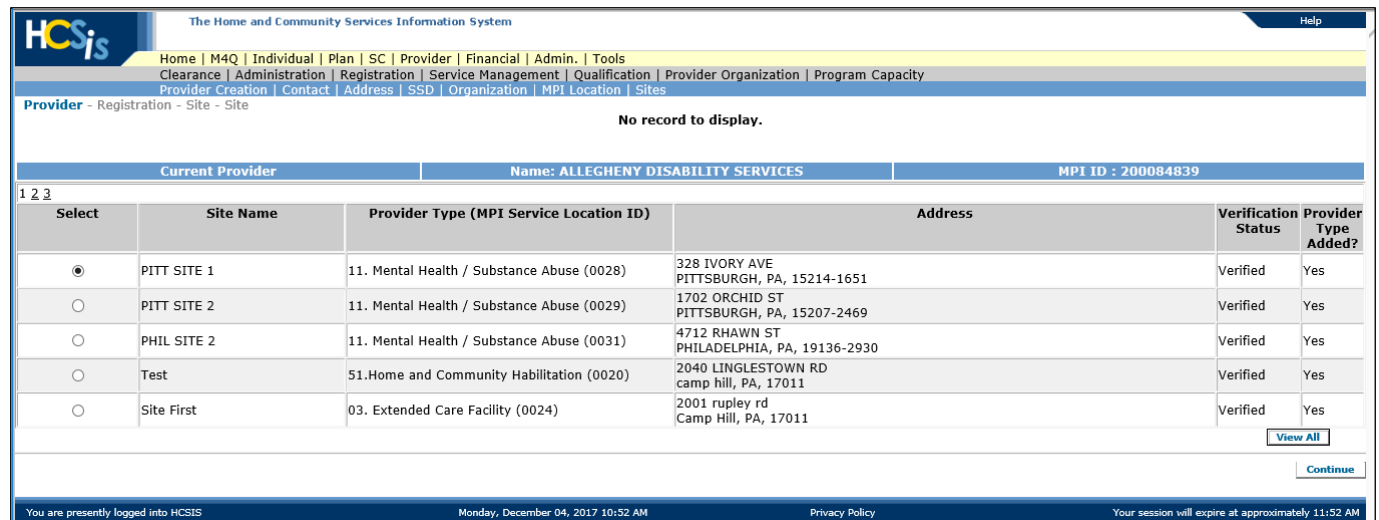 HCSis
The Home and Community Services Information System
Help
Home | M4Q | Individual | Plan | SC | Provider | Financial | Admin. | Tools
Clearance | Administration | Registration | Service Management | Qualification | Provider Organization | Program Capacity
Provider Creation | Contact | Address | SSD | Organization | MPI Location | Sites
Provider - Registration - Site - Site
No record to display.
Current Provider Name: ALLEGHENY DISABILITY SERVICES MPI ID : 200084839
1 2 3
Select Site Name Provider Type (MPI Service Location ID) Address Verification Status Provider Type Added?
PITT SITE 1 11. Mental Health / Substance Abuse (0028) 328 IVORY AVE
PITTSBURGH, PA, 15214-1651 Verified Yes
PITT SITE 2 11. Mental Health / Substance Abuse (0029) 1702 ORCHID ST
PITTSBURGH, PA, 15207-2469 Verified Yes
PHIL SITE 2 11. Mental Health / Substance Abuse (0031) 4712 RHAWN ST
PHILADELPHIA, PA, 19136-2930 Verified Yes
Test 51.Home and Community Habilitation (0020) 2040 LINGLESTOWN RD
camp hill, PA, 17011 Verified Yes
Site First 03. Extended Care Facility (0024) 2001 rupley rd
Camp Hill, PA, 17011 Verified Yes
View All
Continue
You are presently logged into HCSIS Monday, December 04, 2017 10:52 AM Privacy Policy Your session will expire at approximately 11:52 AM